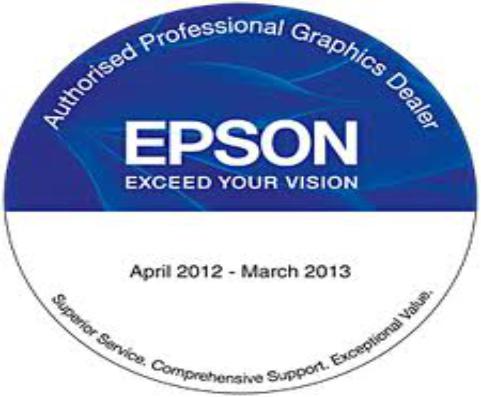 Authorised Professional Graphics Dealer
EPSON
EXCEED YOUR VISION
April 2012 - March 2013
Superior Service. Comprehensive Support. Exceptional Value.